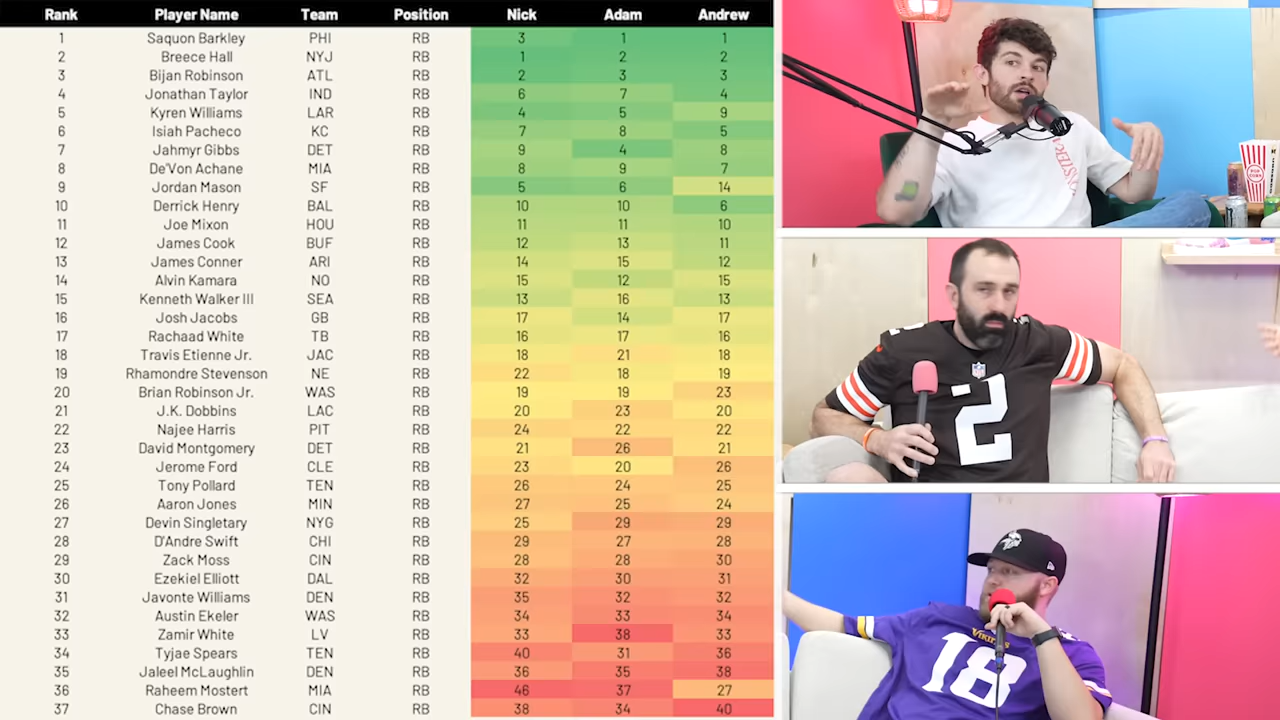 Rank Player Name Team Position Nick Adam Andrew
1 Saquon Barkley PHI RB 3 1 1
2 Breece Hall NYJ RB 1 2 2
3 Bijan Robinson ATL RB 2 3 3
4 Jonathan Taylor IND RB 6 7 4
5 Kyren Williams LAR RB 4 5 9
6 Isiah Pacheco KC RB 7 8 5
7 Jahmyr Gibbs DET RB 9 4 8
8 De'Von Achane MIA RB 8 9 7
9 Jordan Mason SF RB 5 6 14
10 Derrick Henry BAL RB 10 10 6
11 Joe Mixon HOU RB 11 11 10
12 James Cook BUF RB 12 13 11
13 James Conner ARI RB 14 15 12
14 Alvin Kamara NO RB 15 12 15
15 Kenneth Walker III SEA RB 13 16 13
16 Josh Jacobs GB RB 17 14 17
17 Rachaad White TB RB 16 17 16
18 Travis Etienne Jr. JAC RB 18 21 18
19 Rhamondre Stevenson NE RB 22 18 19
20 Brian Robinson Jr. WAS RB 19 19 23
21 J.K. Dobbins LAC RB 20 23 20
22 Najee Harris PIT RB 24 22 22
23 David Montgomery DET RB 21 26 21
24 Jerome Ford CLE RB 23 20 26
25 Tony Pollard TEN RB 26 24 25
26 Aaron Jones MIN RB 27 25 24
27 Devin Singletary NYG RB 25 29 29
28 D'Andre Swift CHI RB 29 27 28
29 Zack Moss CIN RB 28 28 30
30 Ezekiel Elliott DAL RB 32 30 31
31 Javonte Williams DEN RB 35 32 32
32 Austin Ekeler WAS RB 34 33 34
33 Zamir White LV RB 33 38 33
34 Tyjae Spears TEN RB 40 31 36
35 Jaleel McLaughlin DEN RB 36 35 38
36 Raheem Mostert MIA RB 46 37 27
37 Chase Brown CIN RB 38 34 40
2
VIKINGS
18